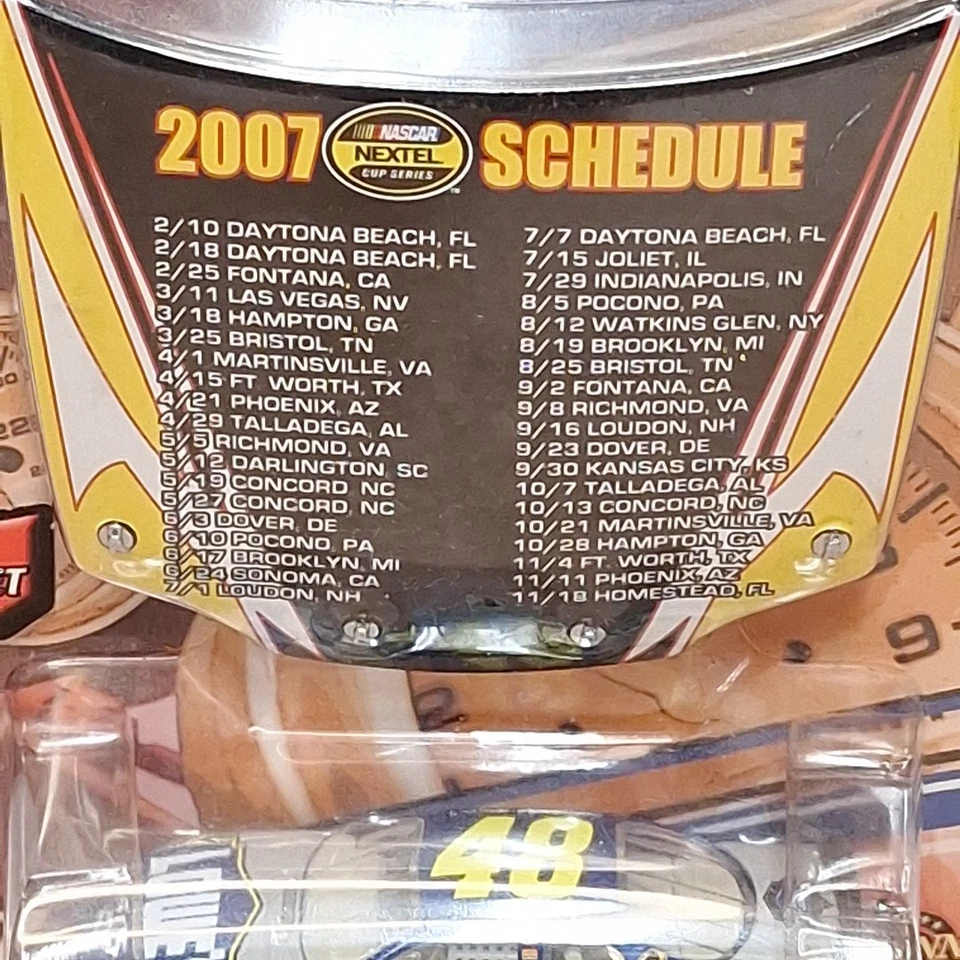 2007 NASCAR NEXTEL CUP SERIES SCHEDULE
2/10 DAYTONA BEACH, FL
2/18 DAYTONA BEACH, FL
2/25 FONTANA, CA
3/11 LAS VEGAS, NV
3/18 HAMPTON, GA
3/25 BRISTOL, TN
4/1 MARTINSVILLE, VA
4/15 FT. WORTH, TX
4/21 PHOENIX, AZ
4/29 TALLADEGA, AL
5/5 RICHMOND, VA
5/12 DARLINGTON, SC
5/19 CONCORD, NC
5/27 CONCORD, NC
6/3 DOVER, DE
6/10 POCONO, PA
6/17 BROOKLYN, MI
6/24 SONOMA, CA
7/1 LOUDON, NH
7/7 DAYTONA BEACH, FL
7/15 JOLIET, IL
7/29 INDIANAPOLIS, IN
8/5 POCONO, PA
8/12 WATKINS GLEN, NY
8/19 BROOKLYN, MI
8/25 BRISTOL, TN
9/2 FONTANA, CA
9/8 RICHMOND, VA
9/16 LOUDON, NH
9/23 DOVER, DE
9/30 KANSAS CITY, KS
10/7 TALLADEGA, AL
10/13 CONCORD, NC
10/21 MARTINSVILLE, VA
10/28 HAMPTON, GA
11/4 FT. WORTH, TX
11/11 PHOENIX, AZ
11/18 HOMESTEAD, FL
9
48